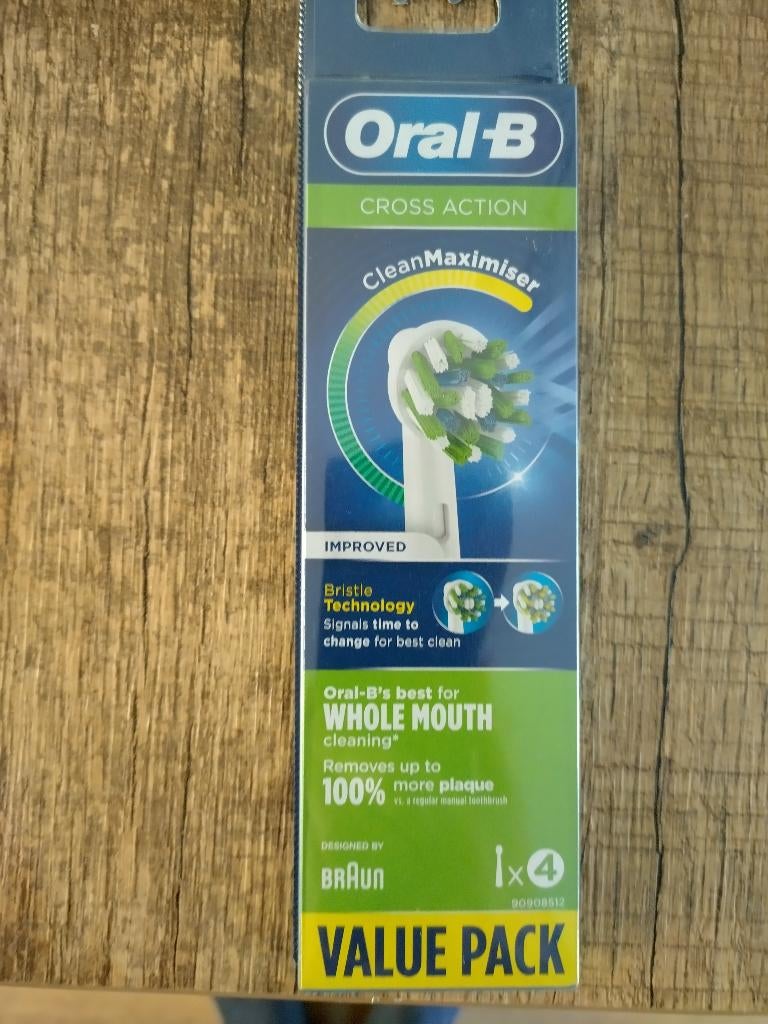 Oral-B
CROSS ACTION
CleanMaximiser
IMPROVED
Bristle
Technology
Signals time to
change for best clean
Oral-B's best for
WHOLE MOUTH
cleaning*
Removes up to
100% more plaque
vs. a regular manual toothbrush
DESIGNED BY
BRAUN
x 4
90908512
VALUE PACK